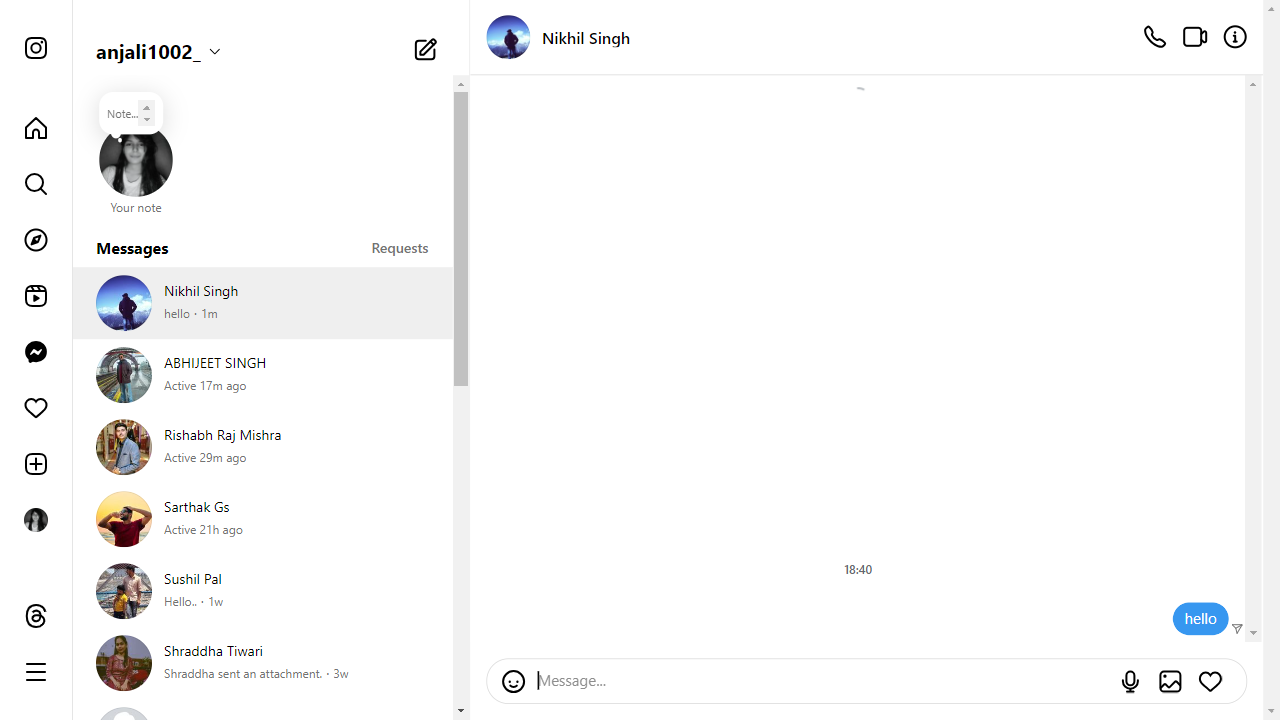 anjali1002_
Note...
Your note
Messages
Requests
Nikhil Singh
hello · 1m
ABHIJEET SINGH
Active 17m ago
Rishabh Raj Mishra
Active 29m ago
Sarthak Gs
Active 21h ago
Sushil Pal
Hello.. · 1w
Shraddha Tiwari
Shraddha sent an attachment. · 3w
Nikhil Singh
18:40
hello
Message...